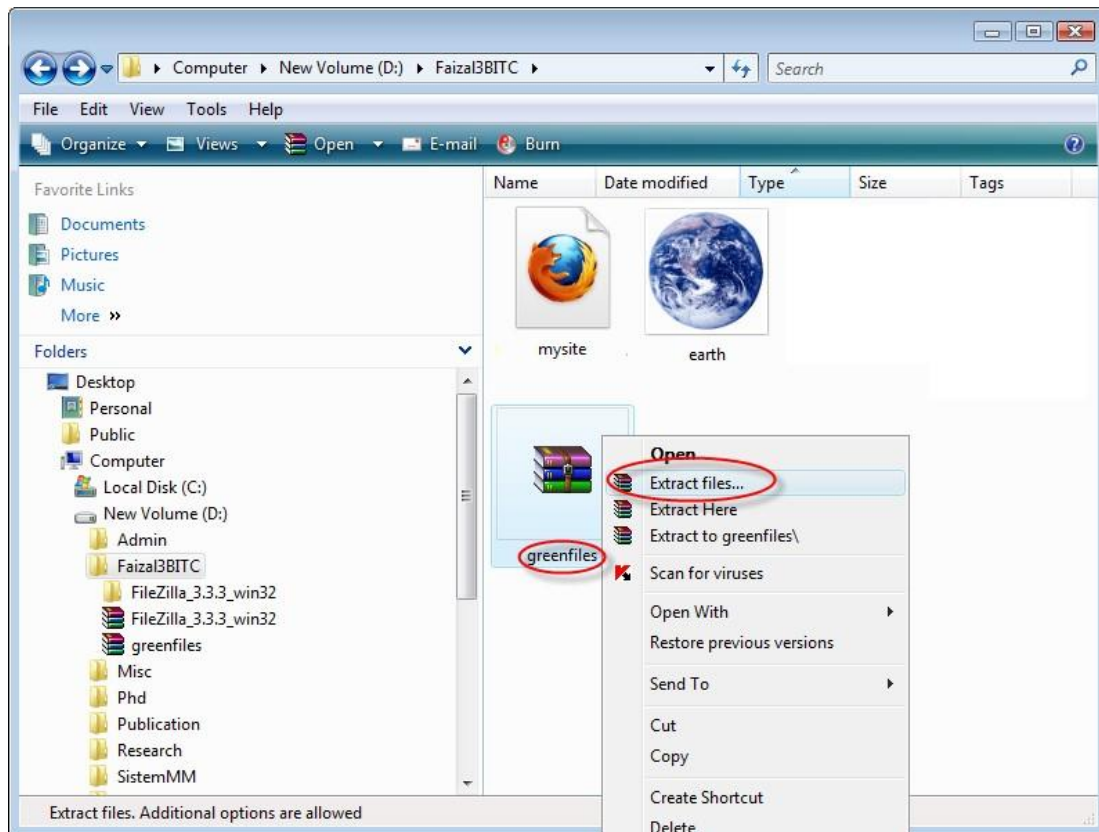 Computer New Volume (D:) Faizal3BITC
Search
File Edit View Tools Help
Organize Views Open E-mail Burn
Favorite Links
Documents
Pictures
Music
More »
Folders
Desktop
Personal
Public
Computer
Local Disk (C:)
New Volume (D:)
Admin
Faizal3BITC
FileZilla_3.3.3_win32
FileZilla_3.3.3_win32
greenfiles
Misc
Phd
Publication
Research
SistemMM
Name Date modified Type Size Tags
mysite
earth
greenfiles
Open
Extract files...
Extract Here
Extract to greenfiles\
Scan for viruses
Open With
Restore previous versions
Send To
Cut
Copy
Create Shortcut
Delete
Extract files. Additional options are allowed